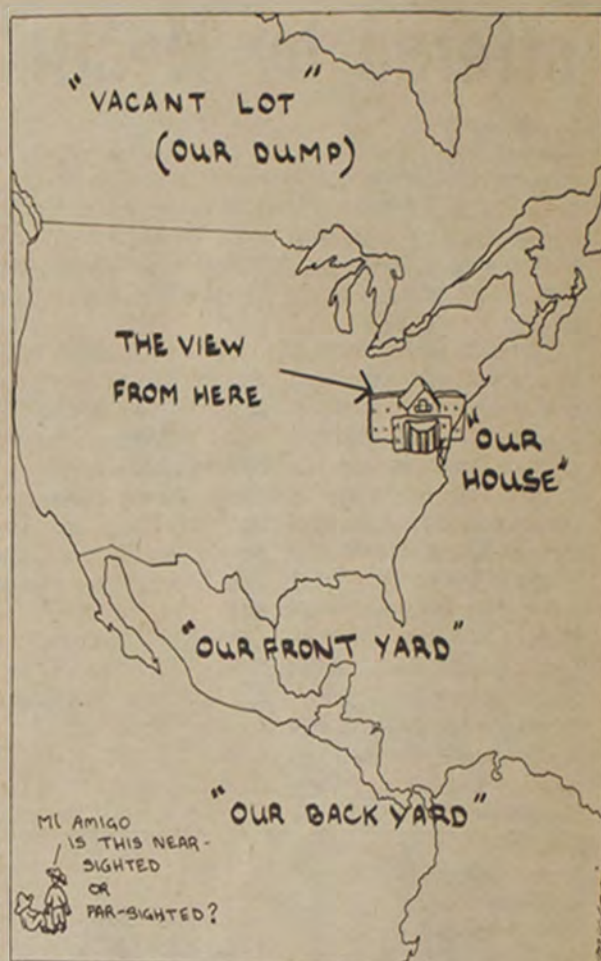 "VACANT LOT"
(OUR DUMP)
THE VIEW
FROM HERE
"OUR
HOUSE"
"OUR FRONT YARD"
"OUR BACK YARD"
MI AMIGO
IS THIS NEAR-
SIGHTED
OR
FAR-SIGHTED?